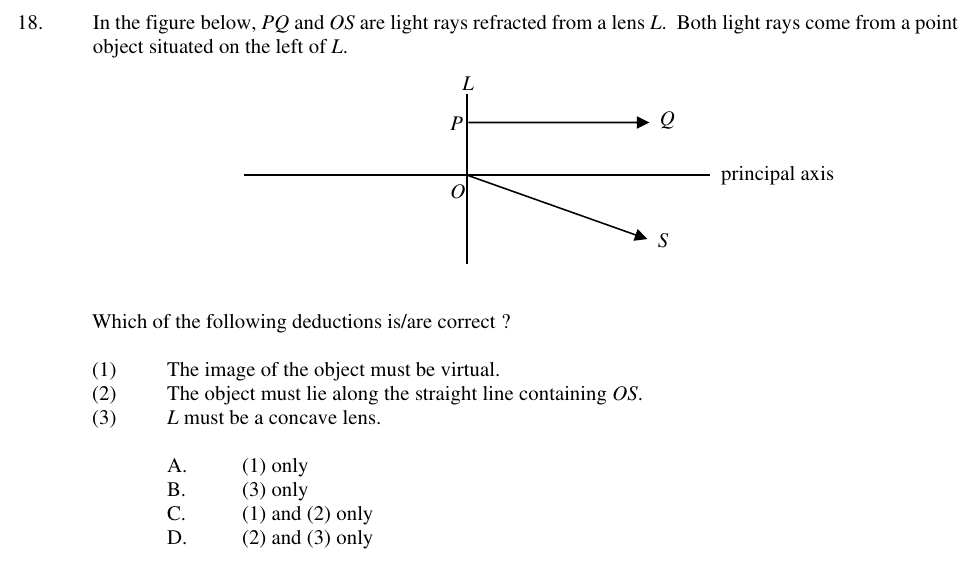 18. In the figure below, PQ and OS are light rays refracted from a lens L. Both light rays come from a point
object situated on the left of L.
L
P
Q
principal axis
O
S
Which of the following deductions is/are correct ?
(1) The image of the object must be virtual.
(2) The object must lie along the straight line containing OS.
(3) L must be a concave lens.
A. (1) only
B. (3) only
C. (1) and (2) only
D. (2) and (3) only